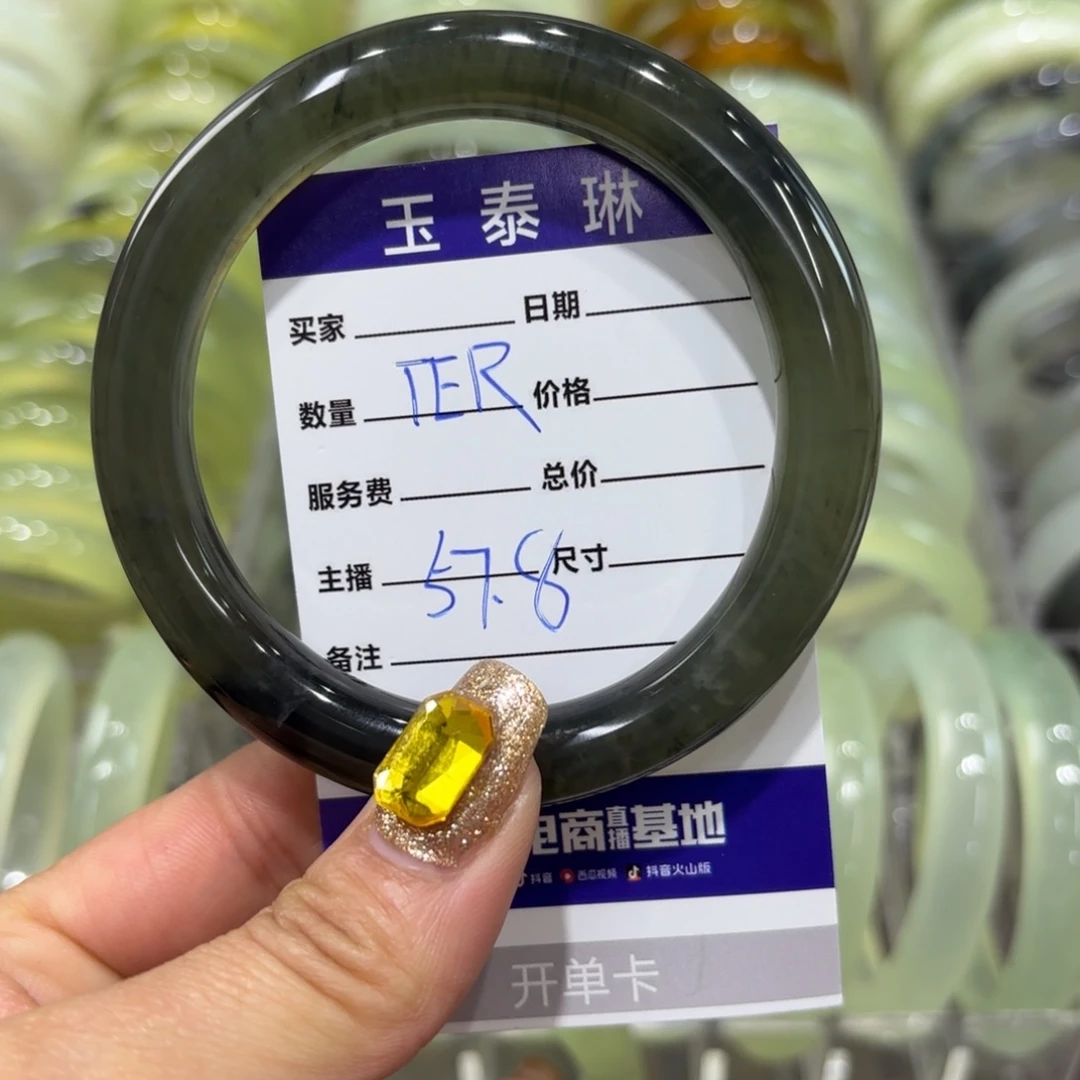 玉泰琳
买家 日期
TER
数量 价格
服务费 总价
57.8
主播 尺寸
备注
电商直播基地
抖音 西瓜视频 抖音火山版
开单卡